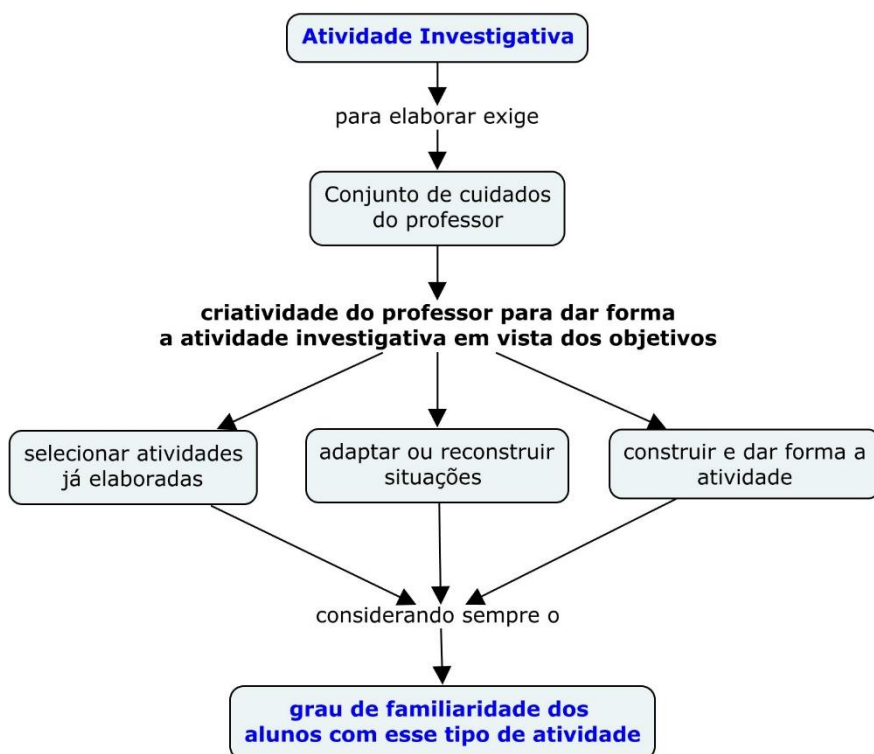 Atividade Investigativa
para elaborar exige
Conjunto de cuidados
do professor
criatividade do professor para dar forma
a atividade investigativa em vista dos objetivos
selecionar atividades
já elaboradas
adaptar ou reconstruir
situações
construir e dar forma a
atividade
considerando sempre o
grau de familiaridade dos
alunos com esse tipo de atividade